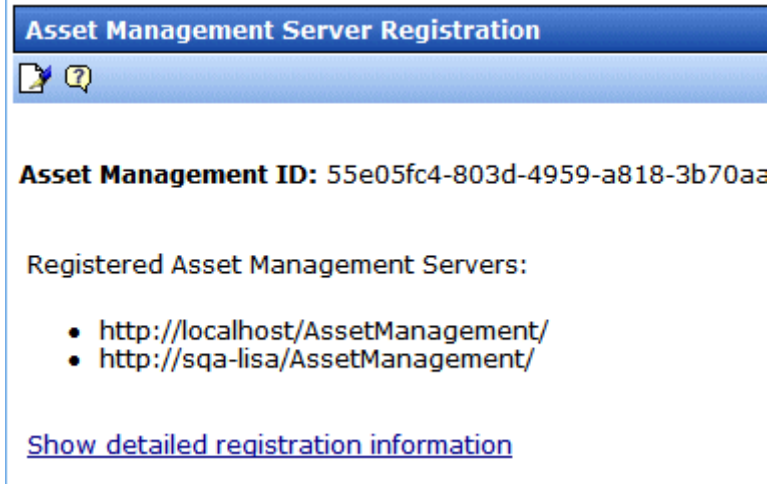 Asset Management Server Registration
Asset Management ID: 55e05fc4-803d-4959-a818-3b70aa
Registered Asset Management Servers:
• http://localhost/AssetManagement/
• http://sqa-lisa/AssetManagement/
Show detailed registration information